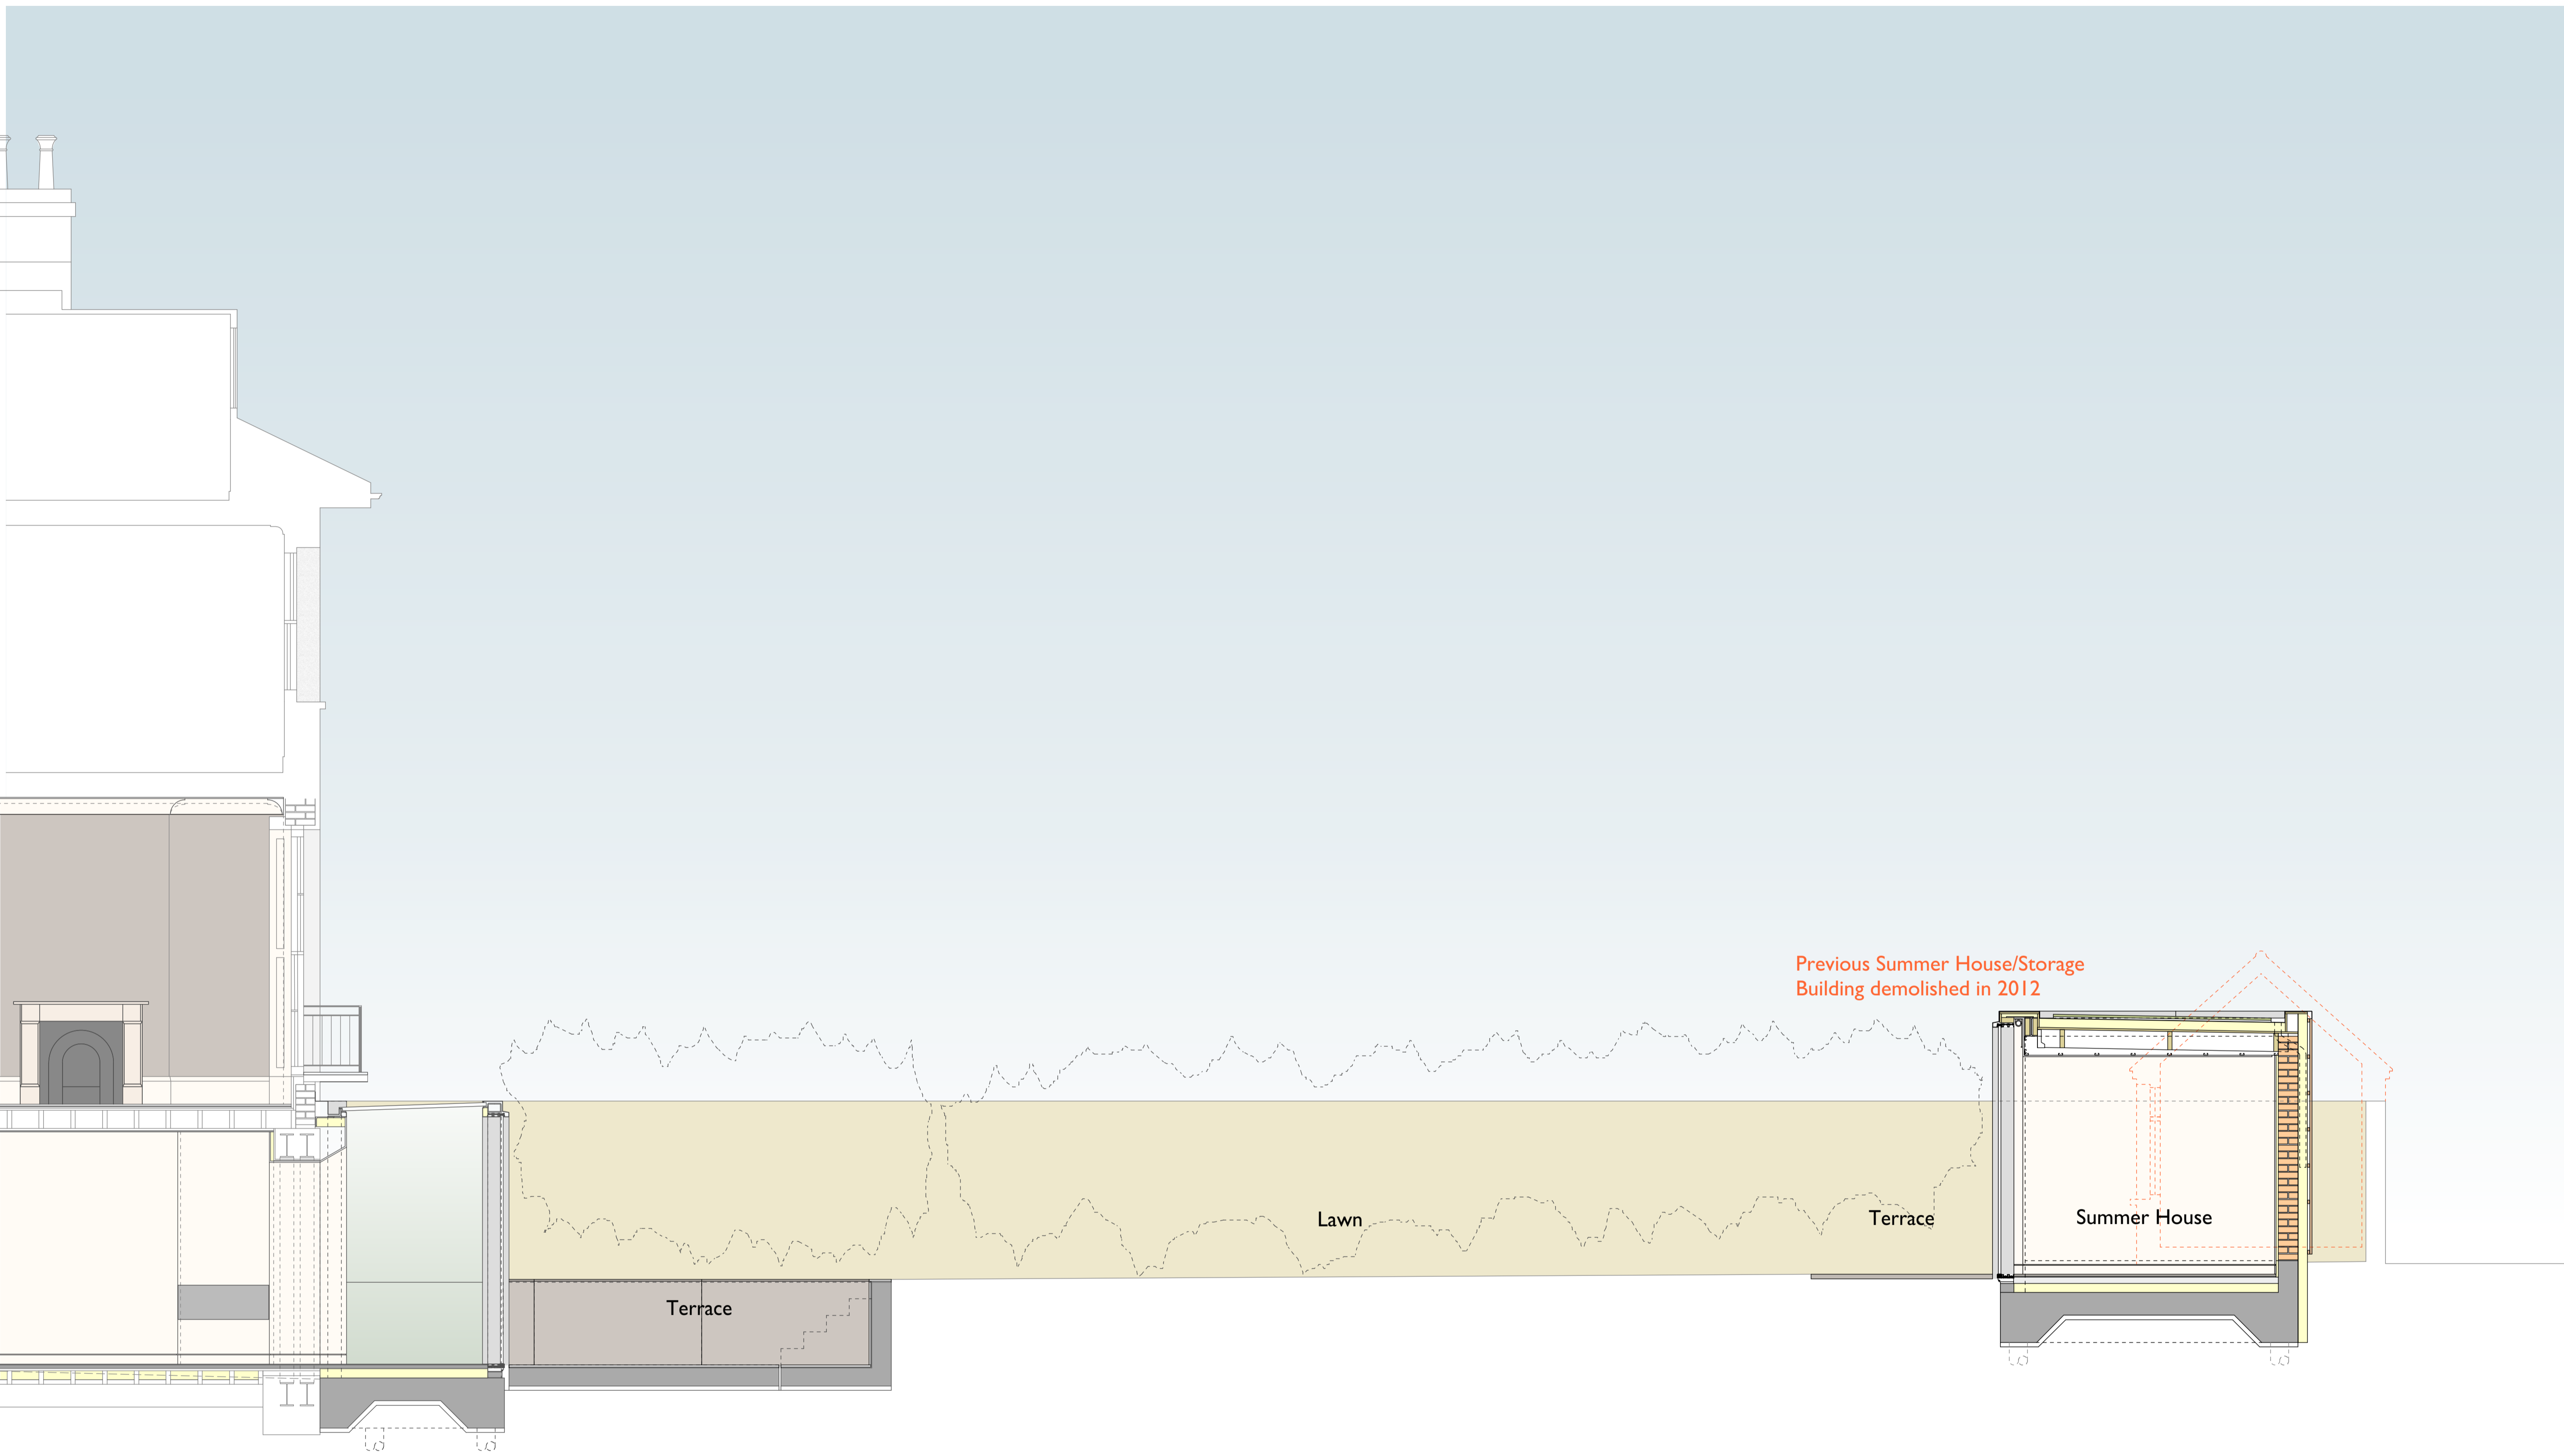 Previous Summer House/Storage
Building demolished in 2012
Lawn
Terrace
Summer House
Terrace